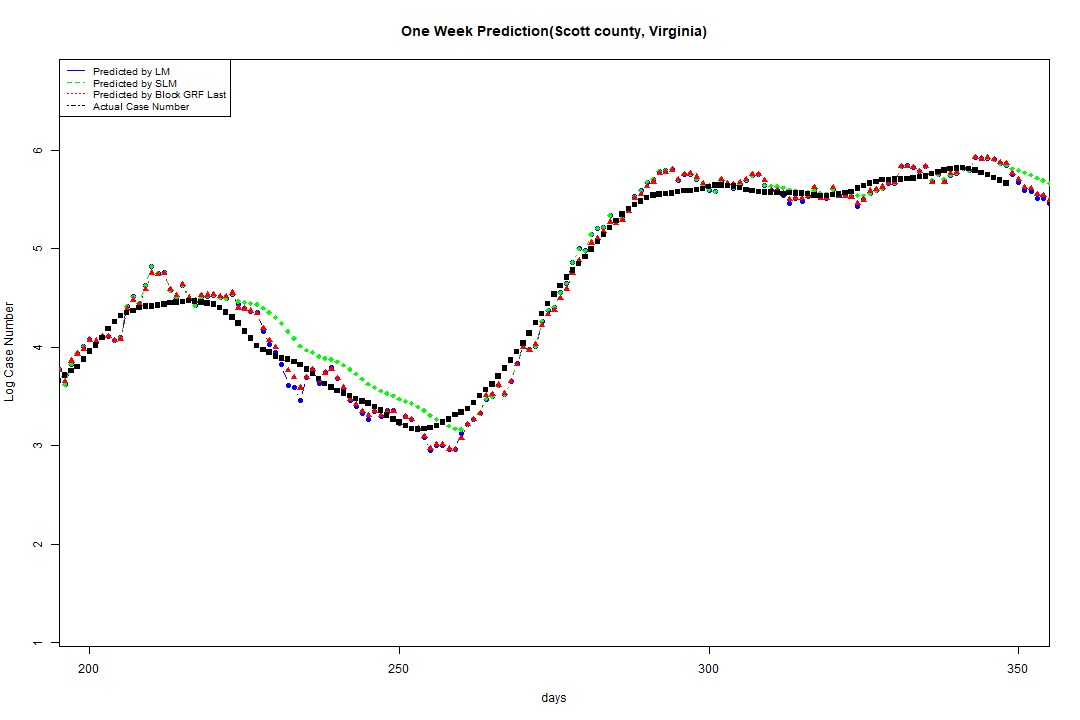 One Week Prediction(Scott county, Virginia)
Predicted by LM
Predicted by SLM
Predicted by Block GRF Last
Actual Case Number
Log Case Number
6
5
4
3
2
1
200
250
300
350
days